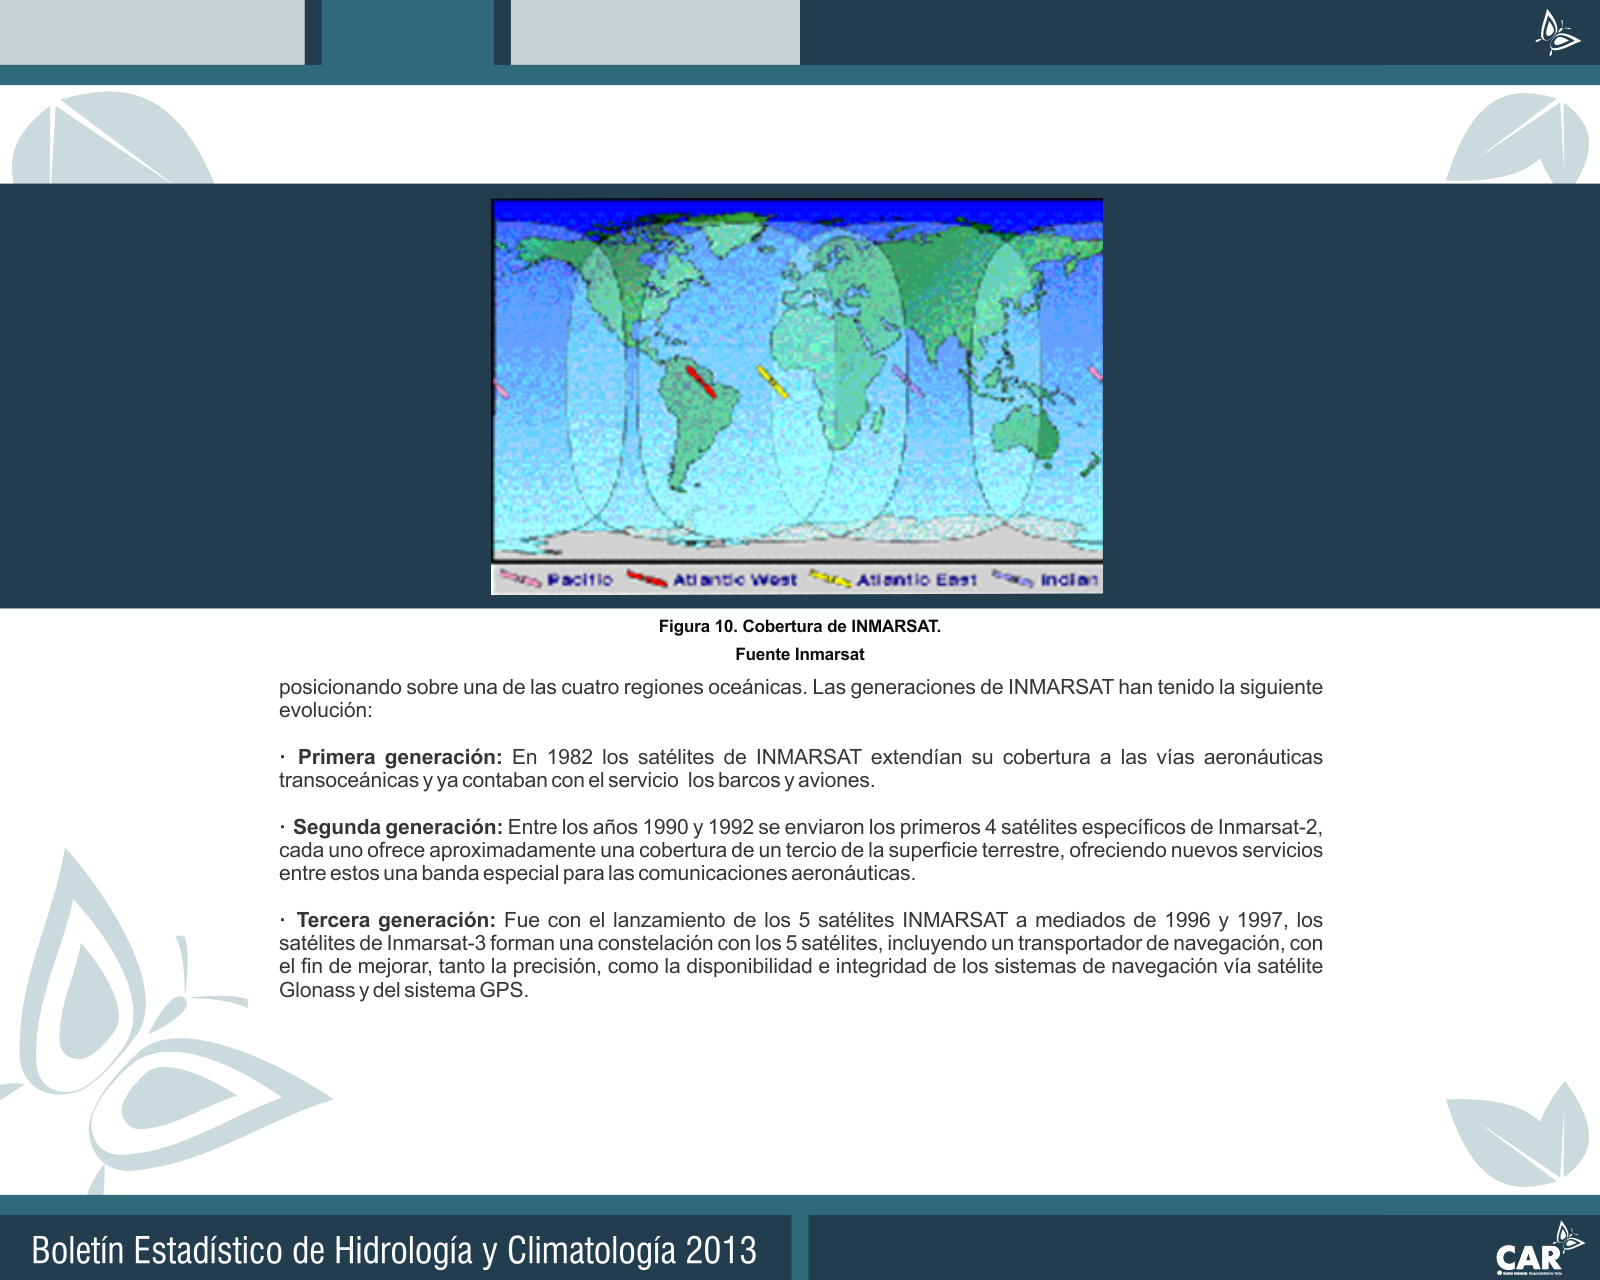 Pacific Atlantic West Atlantic East Indian
Figura 10. Cobertura de INMARSAT.
Fuente Inmarsat
posicionando sobre una de las cuatro regiones oceánicas. Las generaciones de INMARSAT han tenido la siguiente
evolución:
· Primera generación: En 1982 los satélites de INMARSAT extendían su cobertura a las vías aeronáuticas
transoceánicas y ya contaban con el servicio los barcos y aviones.
· Segunda generación: Entre los años 1990 y 1992 se enviaron los primeros 4 satélites específicos de Inmarsat-2,
cada uno ofrece aproximadamente una cobertura de un tercio de la superficie terrestre, ofreciendo nuevos servicios
entre estos una banda especial para las comunicaciones aeronáuticas.
· Tercera generación: Fue con el lanzamiento de los 5 satélites INMARSAT a mediados de 1996 y 1997, los
satélites de Inmarsat-3 forman una constelación con los 5 satélites, incluyendo un transportador de navegación, con
el fin de mejorar, tanto la precisión, como la disponibilidad e integridad de los sistemas de navegación vía satélite
Glonass y del sistema GPS.
Boletín Estadístico de Hidrología y Climatología 2013
CAR